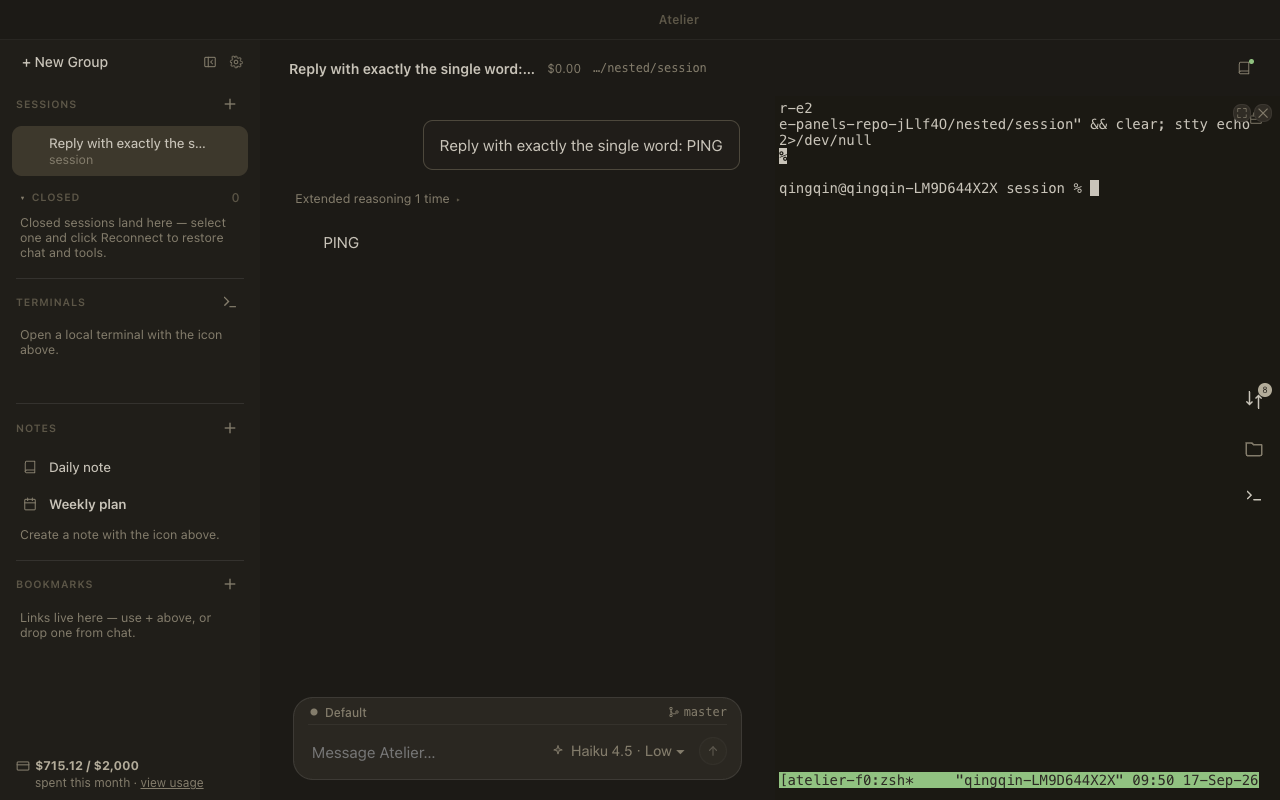 Atelier
+ New Group
SESSIONS
Reply with exactly the s...
session
CLOSED 0
Closed sessions land here — select
one and click Reconnect to restore
chat and tools.
TERMINALS
Open a local terminal with the icon
above.
NOTES
Daily note
Weekly plan
Create a note with the icon above.
BOOKMARKS
Links live here — use + above, or
drop one from chat.
$715.12 / $2,000
spent this month · view usage
Reply with exactly the single word:... $0.00 …/nested/session
Reply with exactly the single word: PING
Extended reasoning 1 time
PING
Default master
Message Atelier... Haiku 4.5 · Low
r-e2
e-panels-repo-jLlf4O/nested/session" && clear; stty echo
2>/dev/null
%
qingqin@qingqin-LM9D644X2X session %
8
[atelier-f0:zsh* "qingqin-LM9D644X2X" 09:50 17-Sep-26